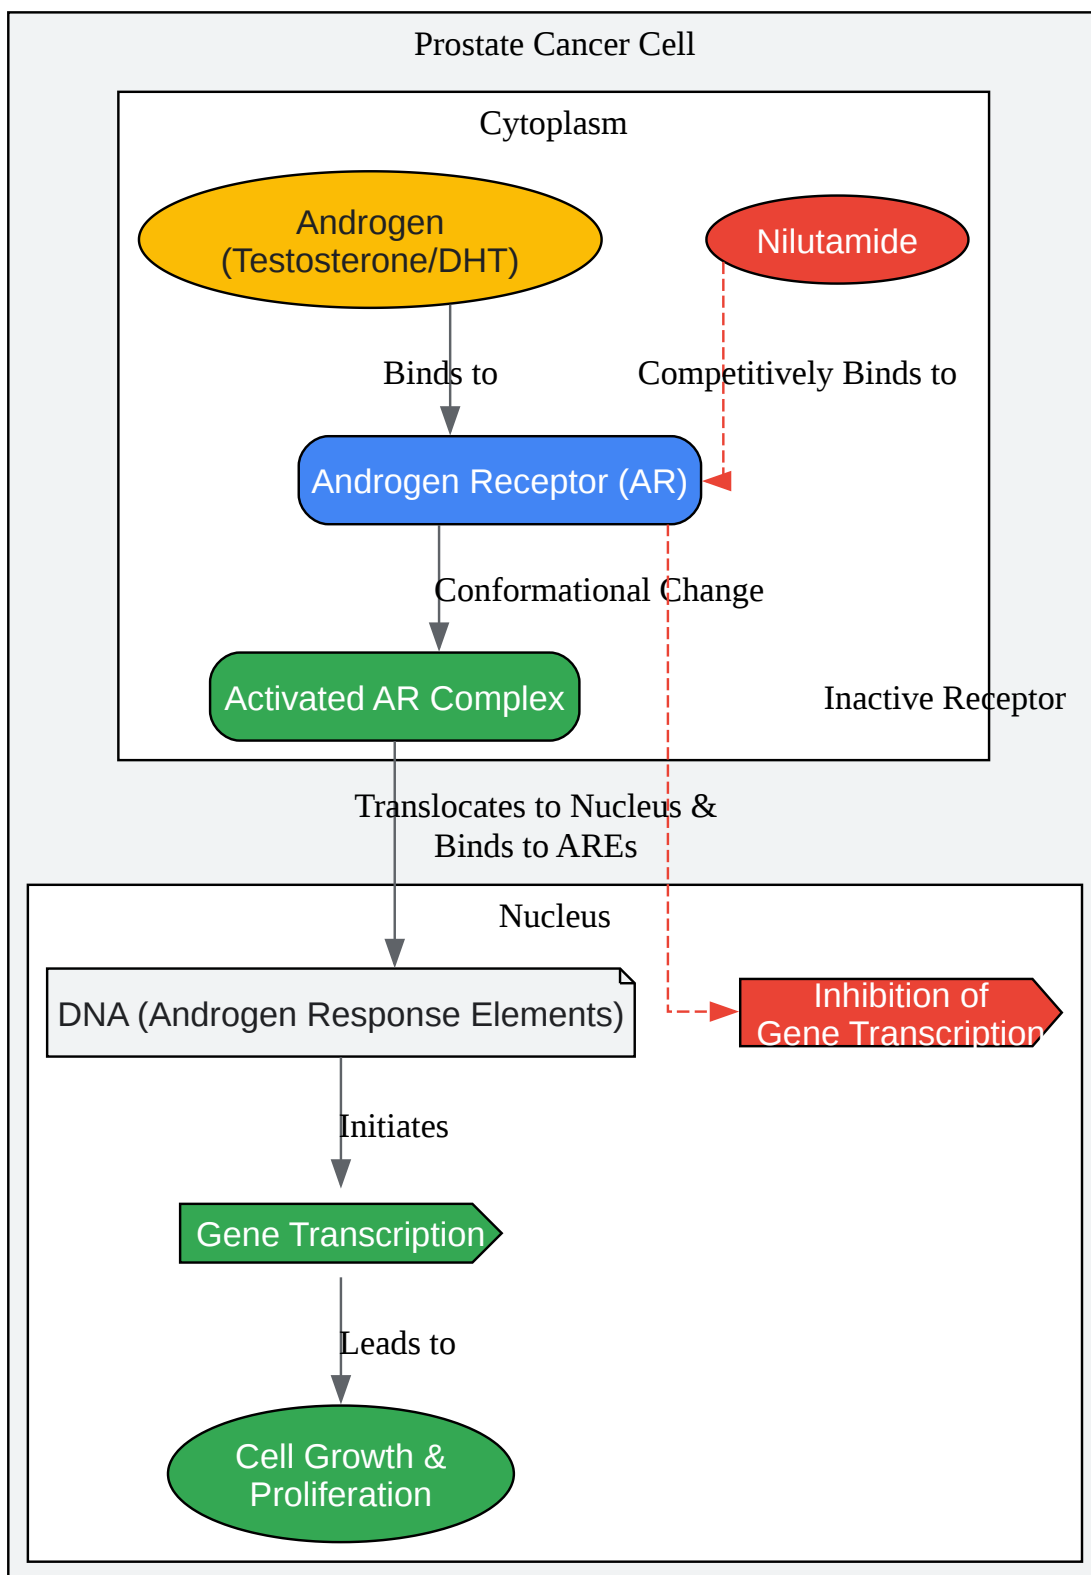 Prostate Cancer Cell
Cytoplasm
Androgen
(Testosterone/DHT)
Nilutamide
Binds to
Competitively Binds to
Androgen Receptor (AR)
Conformational Change
Activated AR Complex
Inactive Receptor
Translocates to Nucleus &
Binds to AREs
Nucleus
DNA (Androgen Response Elements)
Inhibition of
Gene Transcription
Initiates
Gene Transcription
Leads to
Cell Growth &
Proliferation